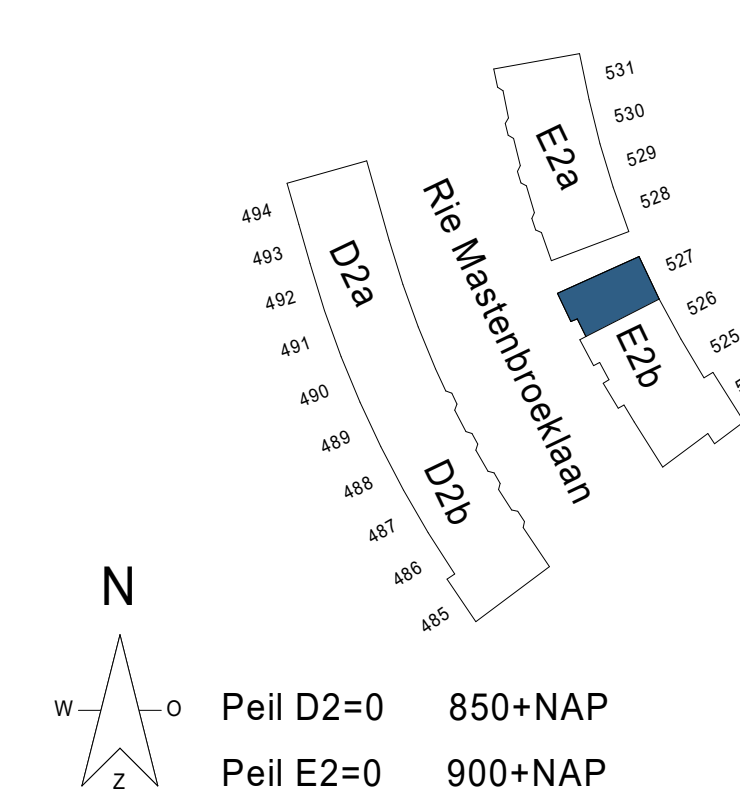 531
530
529
528
E2a
494
493
492
491
490
489
488
487
486
485
D2a
D2b
Rie Mastenbroeklaan
527
526
525
E2b
N
W
O
Z
Peil D2=0 850+NAP
Peil E2=0 900+NAP